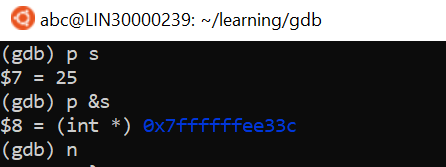 abc@LIN30000239: ~/learning/gdb
(gdb) p s
$7 = 25
(gdb) p &s
$8 = (int *) 0x7ffffffee33c
(gdb) n